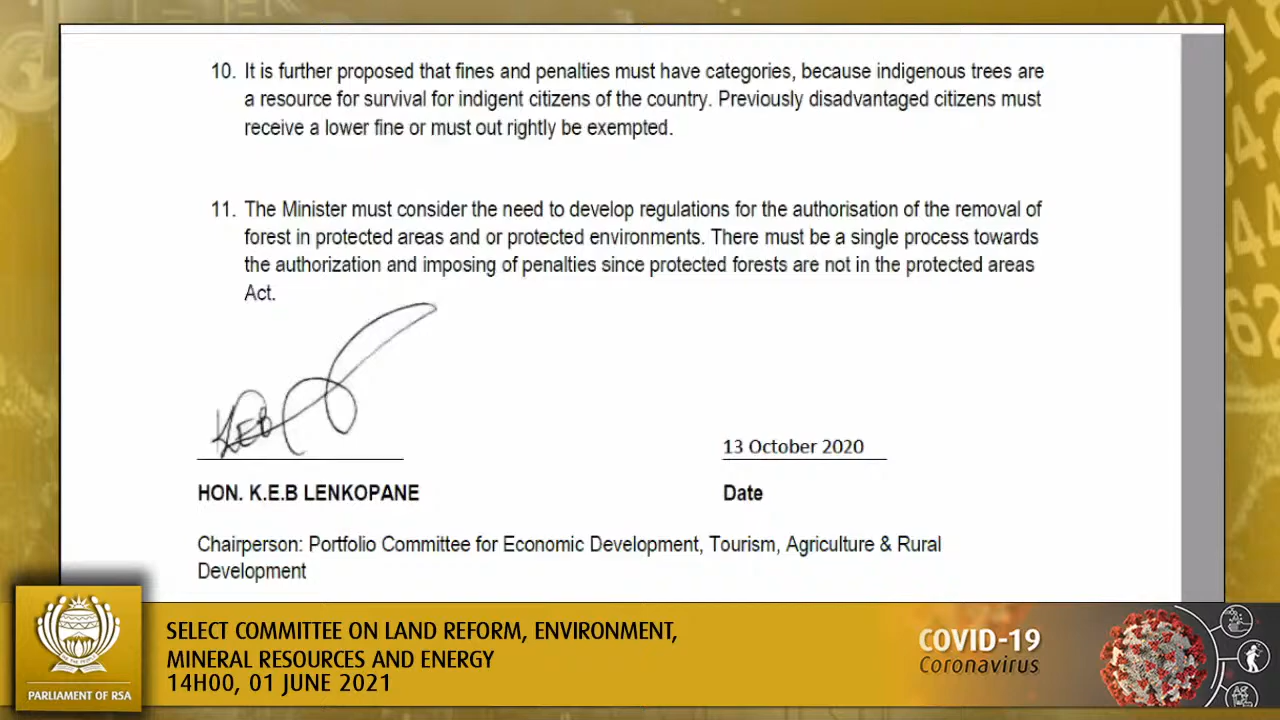 10. It is further proposed that fines and penalties must have categories, because indigenous trees are
a resource for survival for indigent citizens of the country. Previously disadvantaged citizens must
receive a lower fine or must out rightly be exempted.
11. The Minister must consider the need to develop regulations for the authorisation of the removal of
forest in protected areas and or protected environments. There must be a single process towards
the authorization and imposing of penalties since protected forests are not in the protected areas
Act.
KEB
13 October 2020
HON. K.E.B LENKOPANE
Date
Chairperson: Portfolio Committee for Economic Development, Tourism, Agriculture & Rural
Development
SELECT COMMITTEE ON LAND REFORM, ENVIRONMENT,
MINERAL RESOURCES AND ENERGY
14H00, 01 JUNE 2021
PARLIAMENT OF RSA
COVID-19
Coronavirus